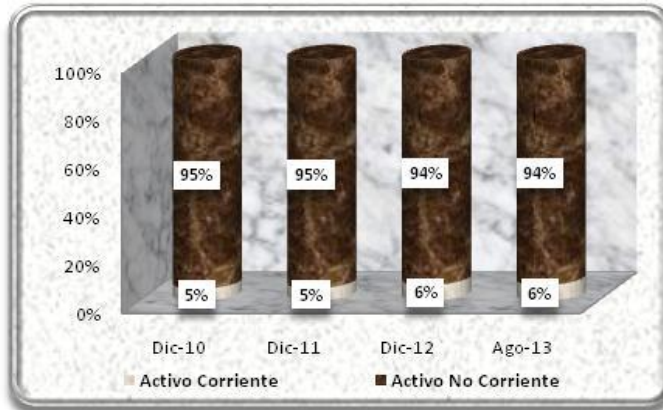 100%
80%
60%
40%
20%
0%
95% 95% 94% 94%
5% 5% 6% 6%
Dic-10 Dic-11 Dic-12 Ago-13
Activo Corriente Activo No Corriente